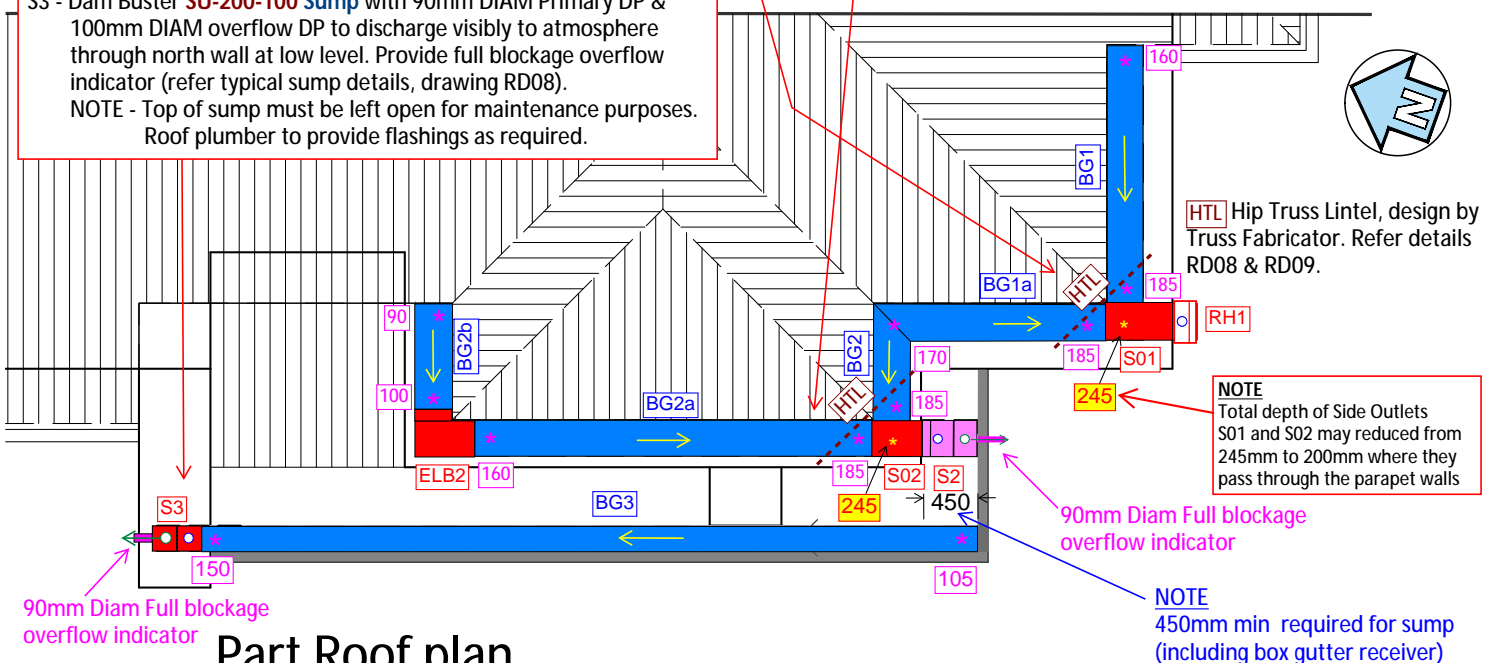 S3 - Dam Buster SU-200-100 Sump with 90mm DIAM Primary DP &
100mm DIAM overflow DP to discharge visibly to atmosphere
through north wall at low level. Provide full blockage overflow
indicator (refer typical sump details, drawing RD08).
NOTE - Top of sump must be left open for maintenance purposes.
Roof plumber to provide flashings as required.
160
N
BG1
HTL Hip Truss Lintel, design by
Truss Fabricator. Refer details
RD08 & RD09.
BG1a
HTL
185
RH1
90
BG2b
BG2
170
185
S01
100
HTL
185
245
BG2a
NOTE
Total depth of Side Outlets
S01 and S02 may reduced from
245mm to 200mm where they
pass through the parapet walls
ELB2
160
185
S02
S2
S3
BG3
245
450
90mm Diam Full blockage
overflow indicator
150
105
90mm Diam Full blockage
overflow indicator
NOTE
450mm min required for sump
(including box gutter receiver)
Part Roof plan